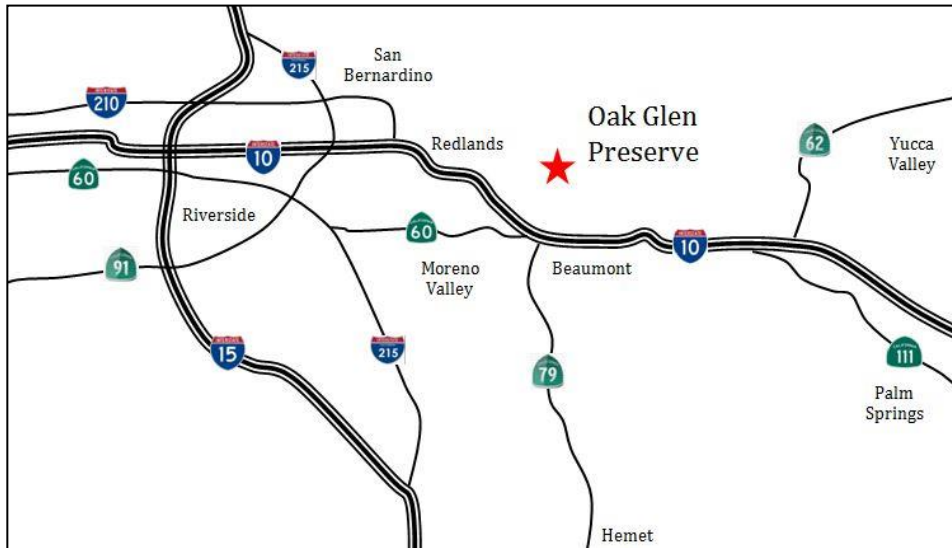 215
San
Bernardino
210
Oak Glen
Preserve
10
Redlands
62
Yucca
Valley
60
Riverside
60
10
91
Moreno
Valley
Beaumont
15
215
79
111
Palm
Springs
Hemet